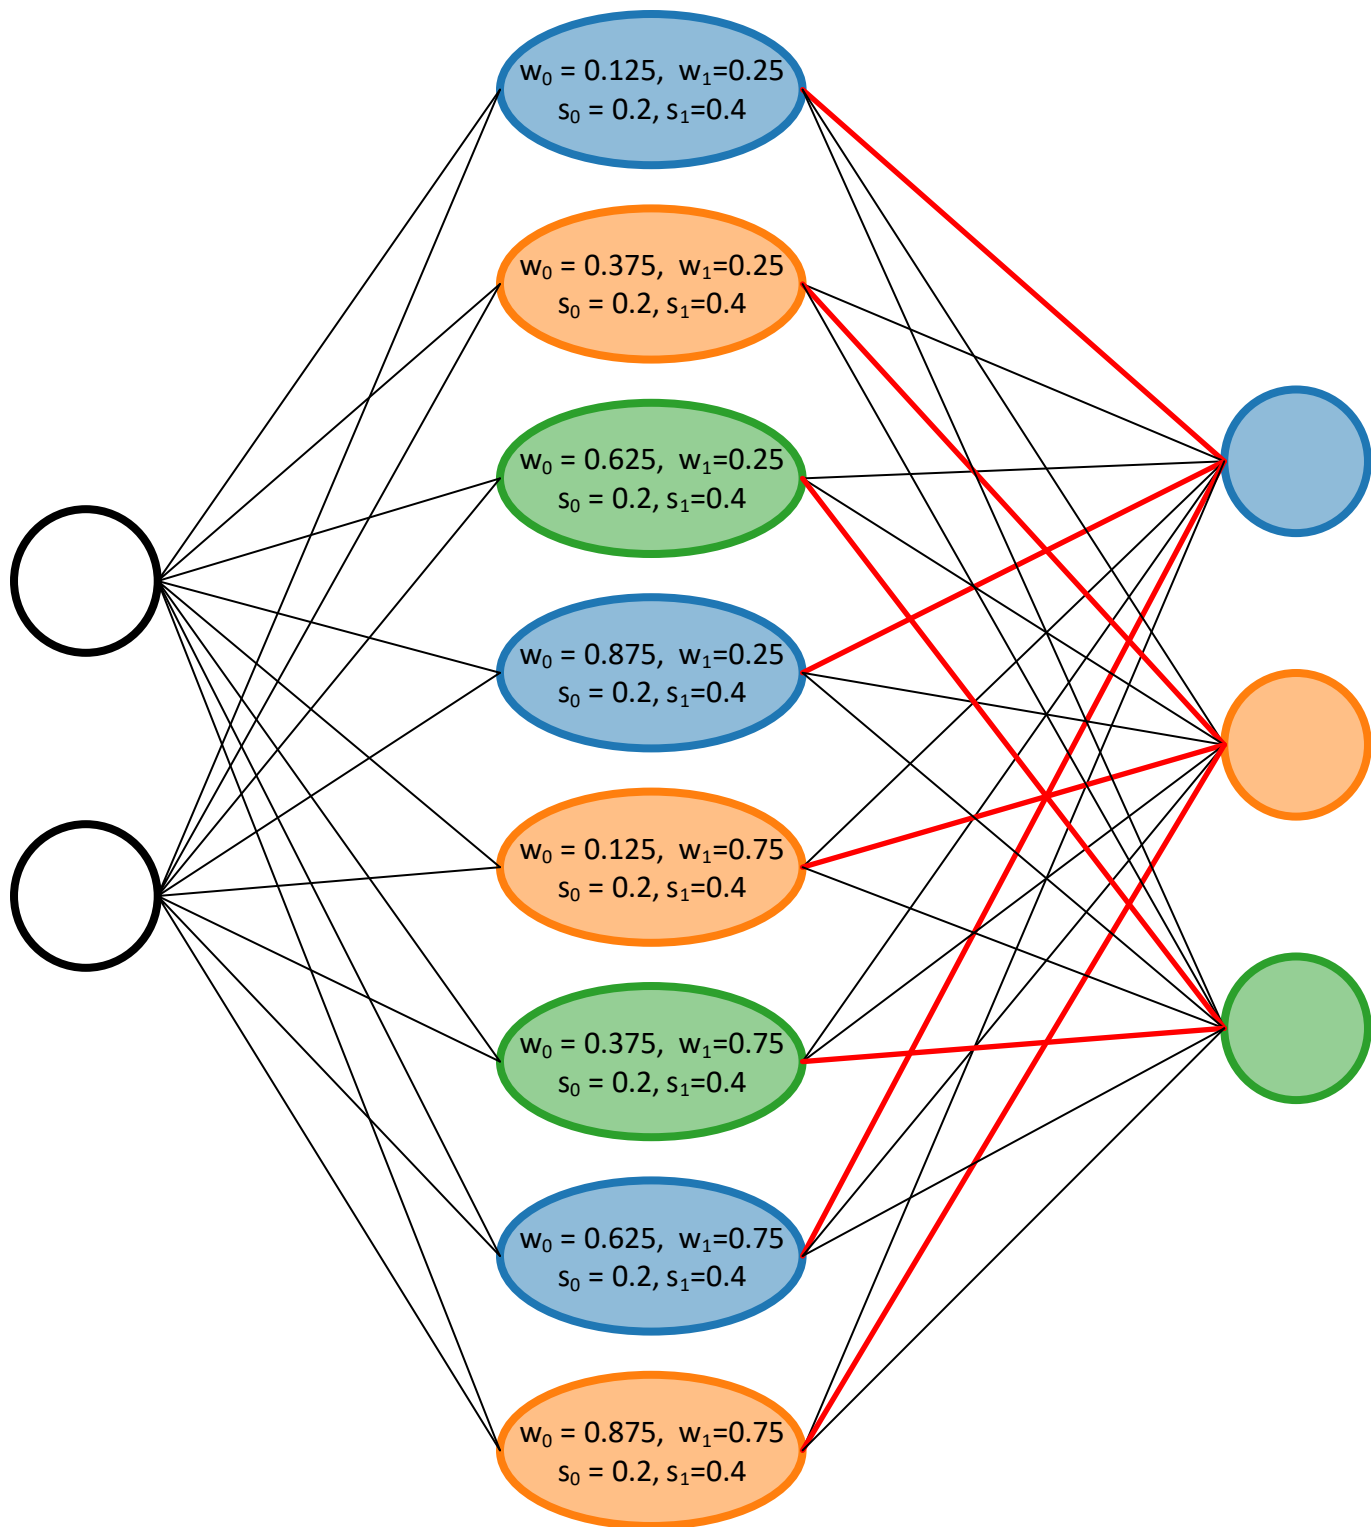 w₀ = 0.125, w₁=0.25
s₀ = 0.2, s₁=0.4
w₀ = 0.375, w₁=0.25
s₀ = 0.2, s₁=0.4
w₀ = 0.625, w₁=0.25
s₀ = 0.2, s₁=0.4
w₀ = 0.875, w₁=0.25
s₀ = 0.2, s₁=0.4
w₀ = 0.125, w₁=0.75
s₀ = 0.2, s₁=0.4
w₀ = 0.375, w₁=0.75
s₀ = 0.2, s₁=0.4
w₀ = 0.625, w₁=0.75
s₀ = 0.2, s₁=0.4
w₀ = 0.875, w₁=0.75
s₀ = 0.2, s₁=0.4